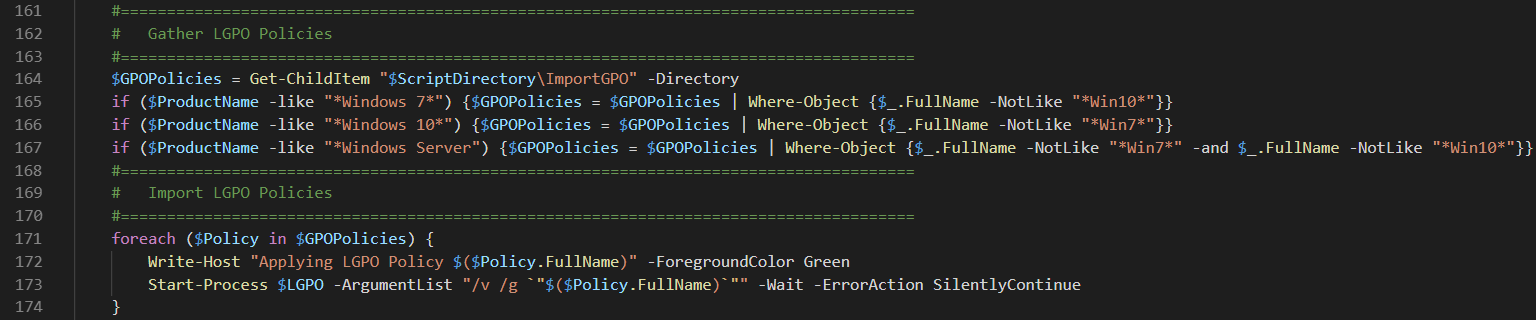 161 #======================================================================================
162 #   Gather LGPO Policies
163 #======================================================================================
164 $GPOPolicies = Get-ChildItem "$ScriptDirectory\ImportGPO" -Directory
165 if ($ProductName -like "*Windows 7*") {$GPOPolicies = $GPOPolicies | Where-Object {$_.FullName -NotLike "*Win10*"}}
166 if ($ProductName -like "*Windows 10*") {$GPOPolicies = $GPOPolicies | Where-Object {$_.FullName -NotLike "*Win7*"}}
167 if ($ProductName -like "*Windows Server") {$GPOPolicies = $GPOPolicies | Where-Object {$_.FullName -NotLike "*Win7*" -and $_.FullName -NotLike "*Win10*"}}
168 #======================================================================================
169 #   Import LGPO Policies
170 #======================================================================================
171 foreach ($Policy in $GPOPolicies) {
172     Write-Host "Applying LGPO Policy $($Policy.FullName)" -ForegroundColor Green
173     Start-Process $LGPO -ArgumentList "/v /g `"$($Policy.FullName)`"" -Wait -ErrorAction SilentlyContinue
174 }